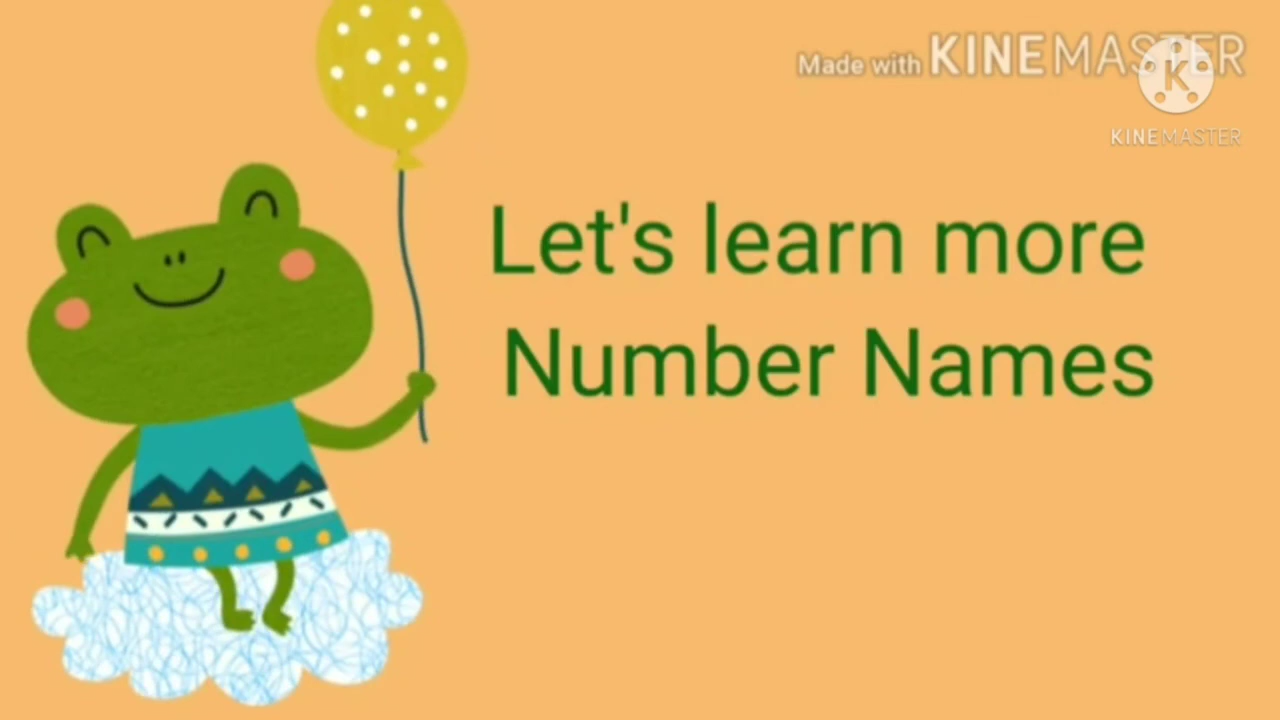 Made with KINEMASTER
K
KINEMASTER
Let's learn more
Number Names